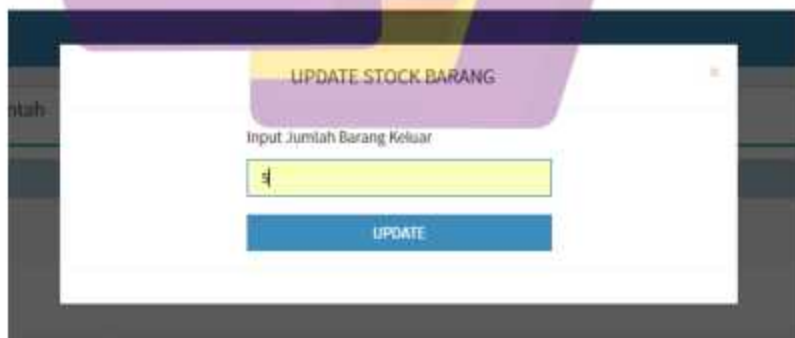 UPDATE STOCK BARANG
×
ntah
Input Jumlah Barang Keluar
5
UPDATE